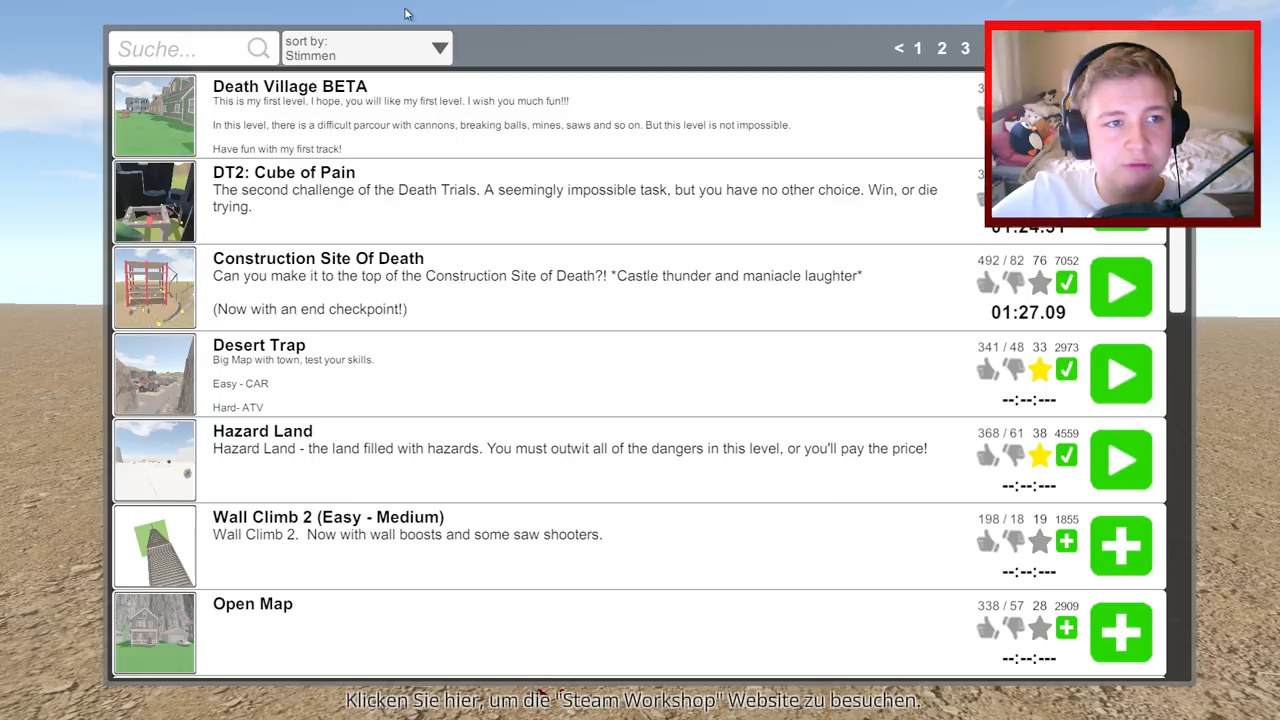 Suche...
sort by:
Stimmen
< 1 2 3
Death Village BETA
This is my first level. I hope, you will like my first level. I wish you much fun!!!
In this level, there is a difficult parcour with cannons, breaking balls, mines, saws and so on. But this level is not impossible.
Have fun with my first track!
DT2: Cube of Pain
The second challenge of the Death Trials. A seemingly impossible task, but you have no other choice. Win, or die
trying.
Construction Site Of Death
Can you make it to the top of the Construction Site of Death?! *Castle thunder and maniacle laughter*
(Now with an end checkpoint!)
492 / 82 76 7052
01:27.09
Desert Trap
Big Map with town, test your skills.
Easy - CAR
Hard- ATV
341 / 48 33 2973
--:--:---
Hazard Land
Hazard Land - the land filled with hazards. You must outwit all of the dangers in this level, or you'll pay the price!
368 / 61 38 4559
--:--:---
Wall Climb 2 (Easy - Medium)
Wall Climb 2.  Now with wall boosts and some saw shooters.
198 / 18 19 1855
--:--:---
Open Map
338 / 57 28 2909
--:--:---
Klicken Sie hier, um die "Steam Workshop" Website zu besuchen.